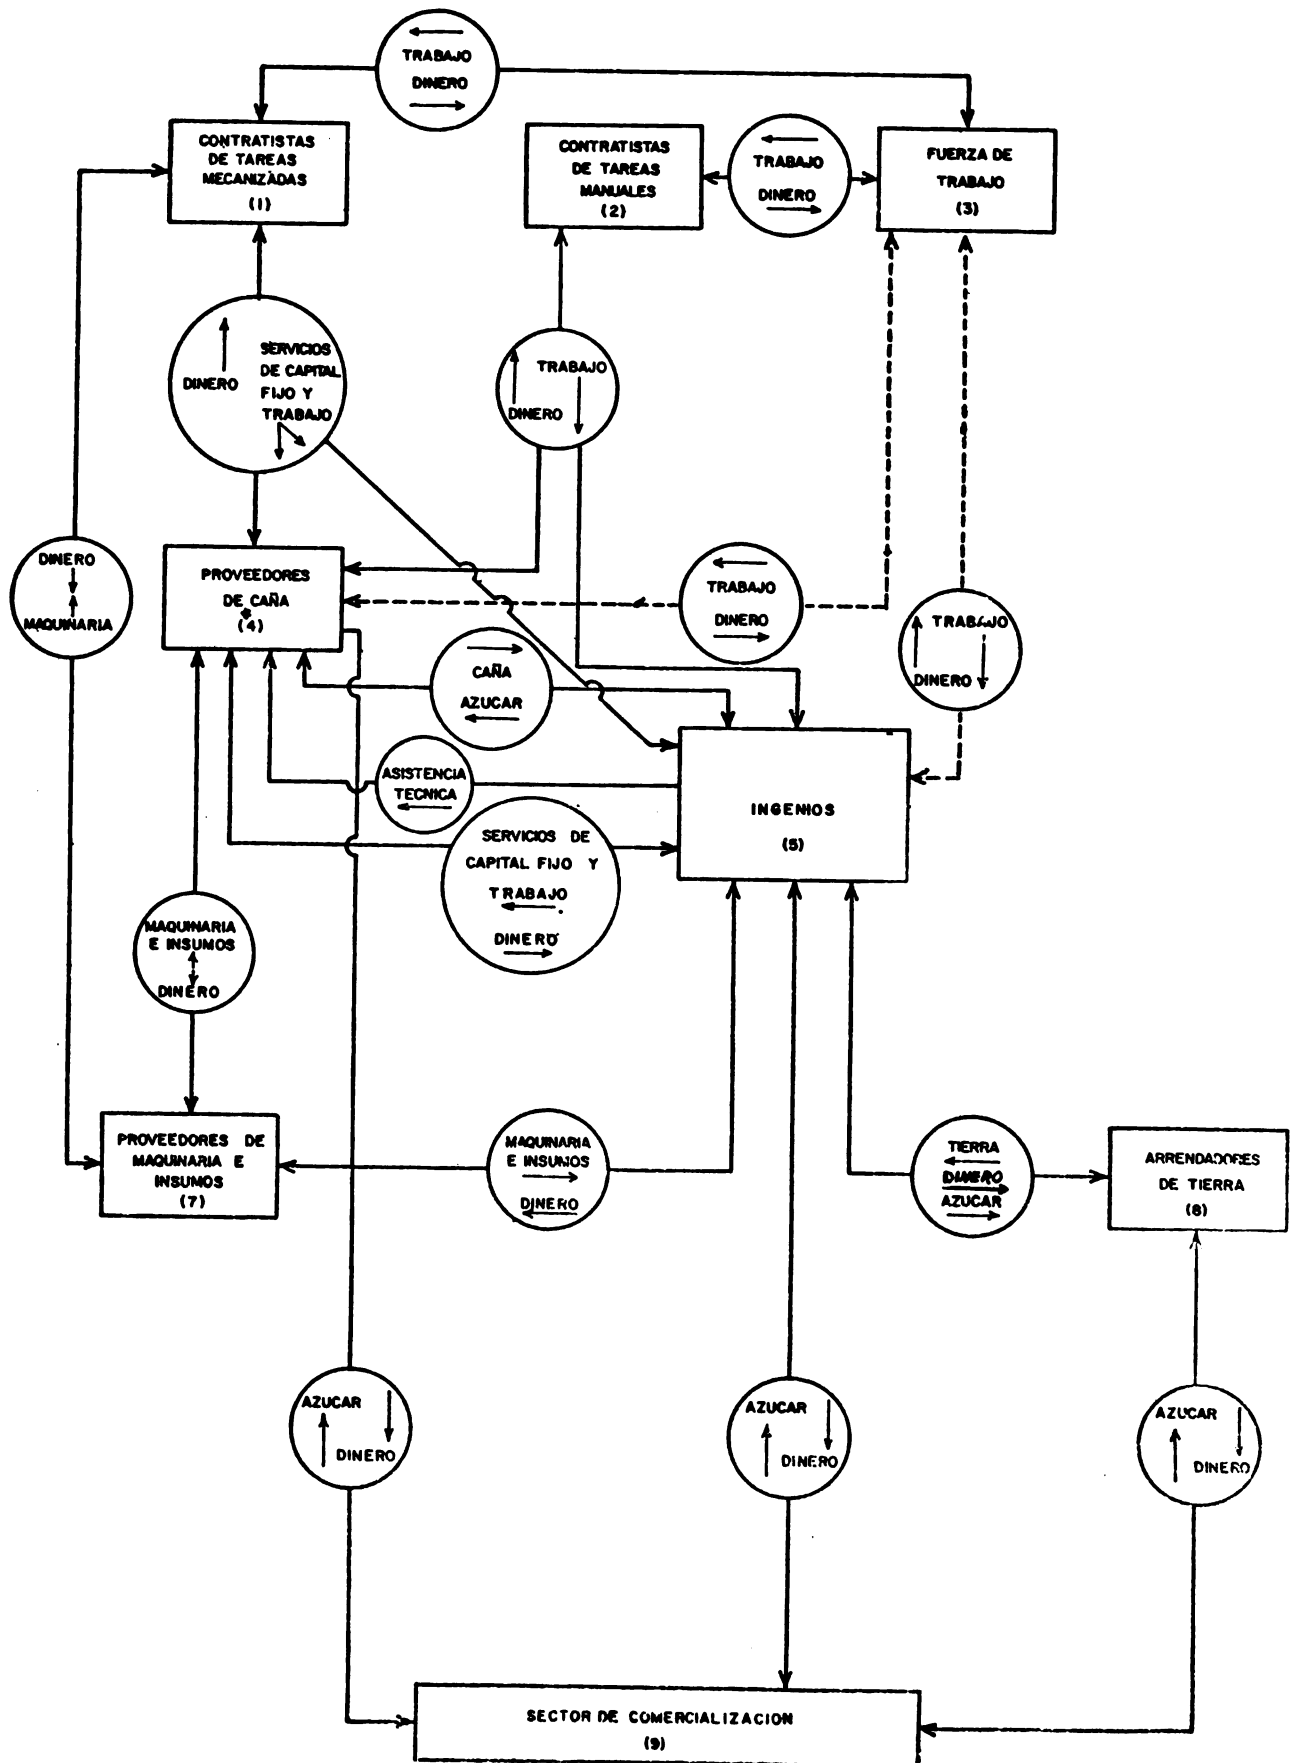 TRABAJO
DINERO
CONTRATISTAS
DE TAREAS
MECANIZADAS
(1)
CONTRATISTAS
DE TAREAS
MANUALES
(2)
TRABAJO
DINERO
FUERZA DE
TRABAJO
(3)
DINERO
SERVICIOS
DE CAPITAL
FIJO Y
TRABAJO
TRABAJO
DINERO
DINERO
MAQUINARIA
PROVEEDORES
DE CAÑA
*
(4)
TRABAJO
DINERO
TRABAJO
DINERO
CAÑA
AZUCAR
ASISTENCIA
TECNICA
INGENIOS
(5)
SERVICIOS DE
CAPITAL FIJO Y
TRABAJO
DINERO
MAQUINARIA
E INSUMOS
DINERO
PROVEEDORES DE
MAQUINARIA E
INSUMOS
(7)
MAQUINARIA
E INSUMOS
DINERO
TIERRA
DINERO
AZUCAR
ARRENDADORES
DE TIERRA
(8)
AZUCAR
DINERO
AZUCAR
DINERO
AZUCAR
DINERO
SECTOR DE COMERCIALIZACION
(9)